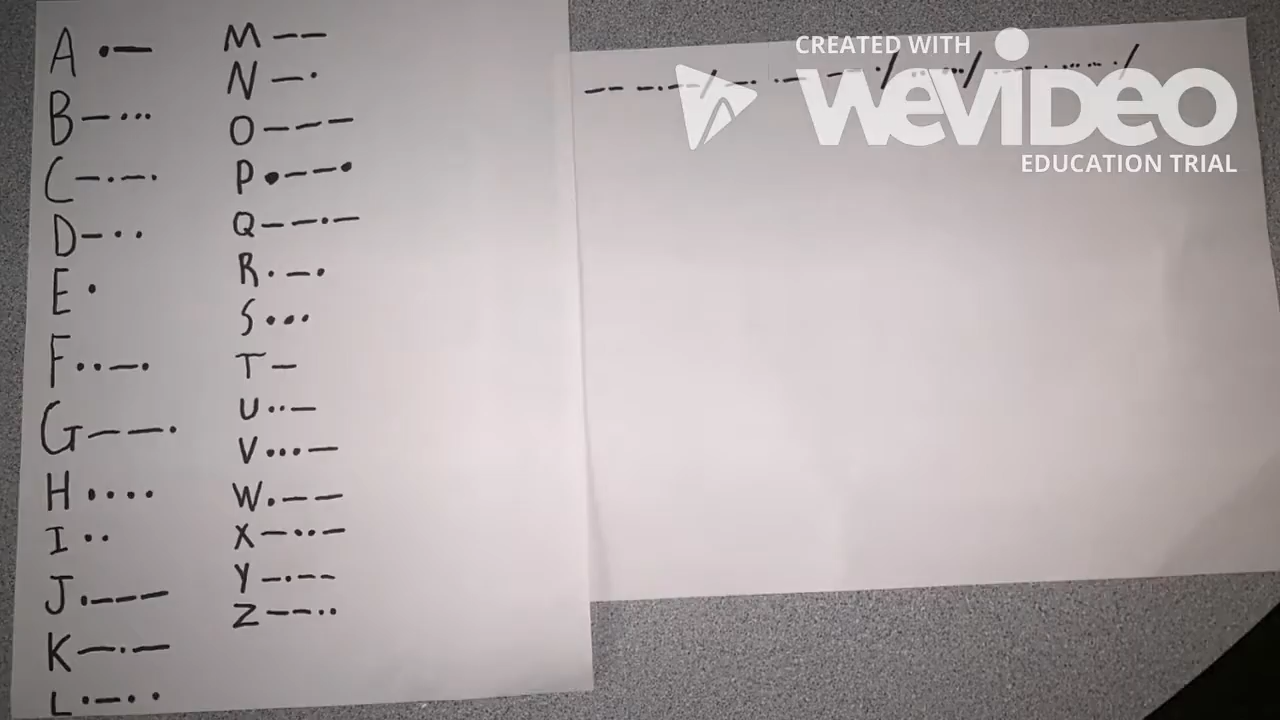 A •—
B —•••
C —•—•
D —••
E •
F ••—•
G ———•
H ••••
I ••
J •———
K —•—
L •—••
M ——
N —•
O ———
P •———•
Q ——•—
R •—•
S •••
T —
U ••—
V •••—
W •——
X —••—
Y —•——
Z ——••
CREATED WITH
WEVIDEO
EDUCATION TRIAL